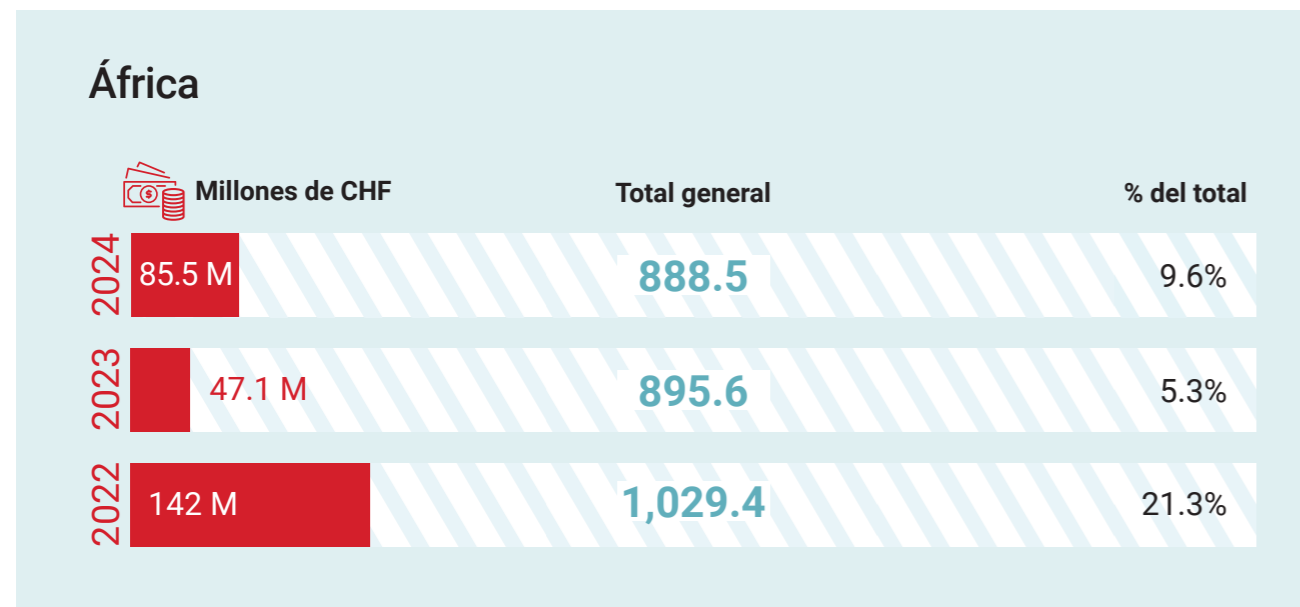 África
Millones de CHF Total general % del total
2024 85.5 M 888.5 9.6%
2023 47.1 M 895.6 5.3%
2022 142 M 1,029.4 21.3%